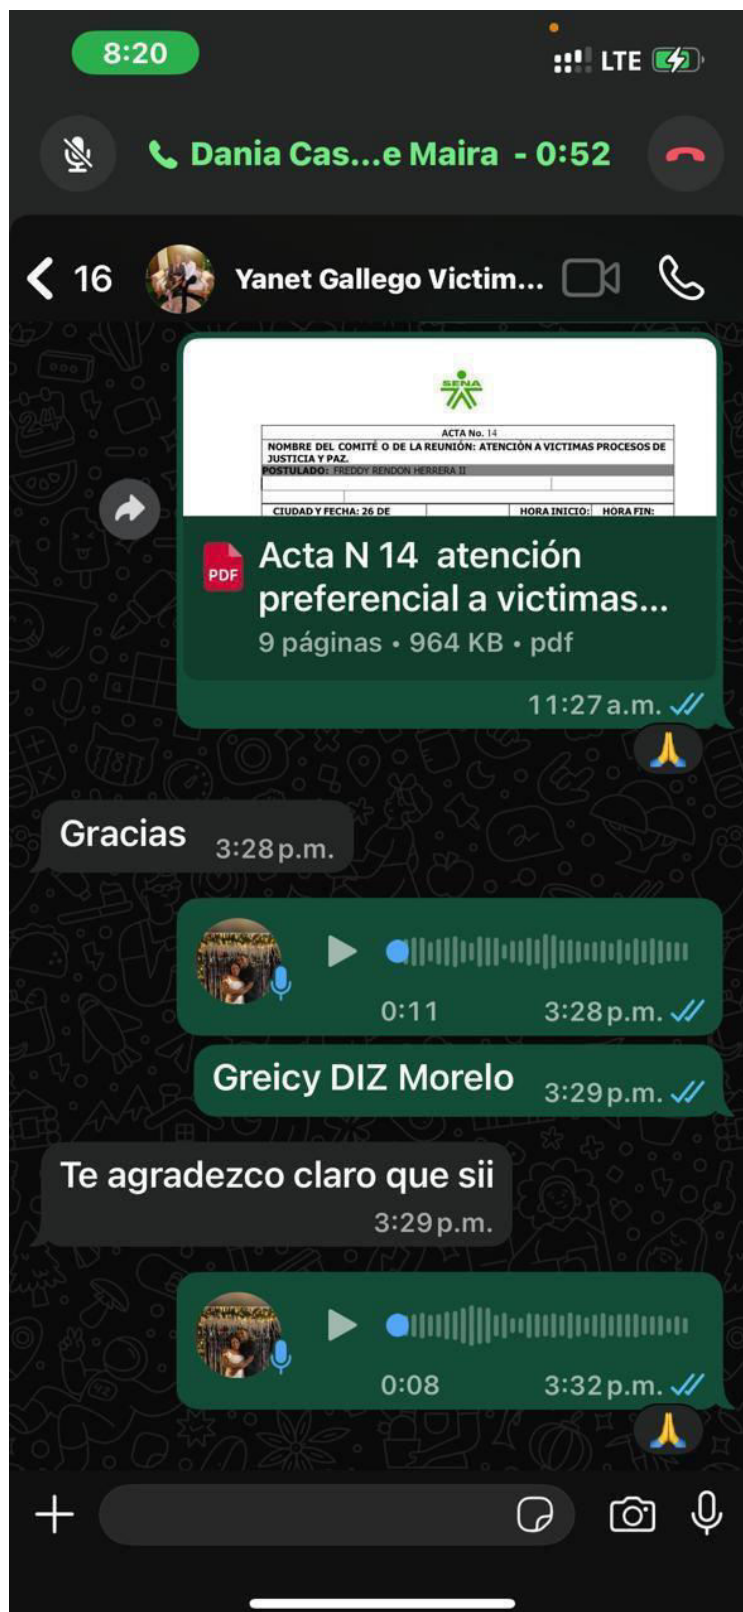 8:20
LTE
Dania Cas...e Maira - 0:52
16
Yanet Gallego Victim...
SENA
ACTA No. 14
NOMBRE DEL COMITÉ O DE LA REUNIÓN: ATENCIÓN A VICTIMAS PROCESOS DE
JUSTICIA Y PAZ.
POSTULADO: FREDDY RENDON HERRERA II
CIUDAD Y FECHA: 26 DE
HORA INICIO:
HORA FIN:
PDF
Acta N 14 atención
preferencial a victimas...
9 páginas • 964 KB • pdf
11:27 a.m.
Gracias
3:28 p.m.
0:11
3:28 p.m.
Greicy DIZ Morelo
3:29 p.m.
Te agradezco claro que sii
3:29 p.m.
0:08
3:32 p.m.